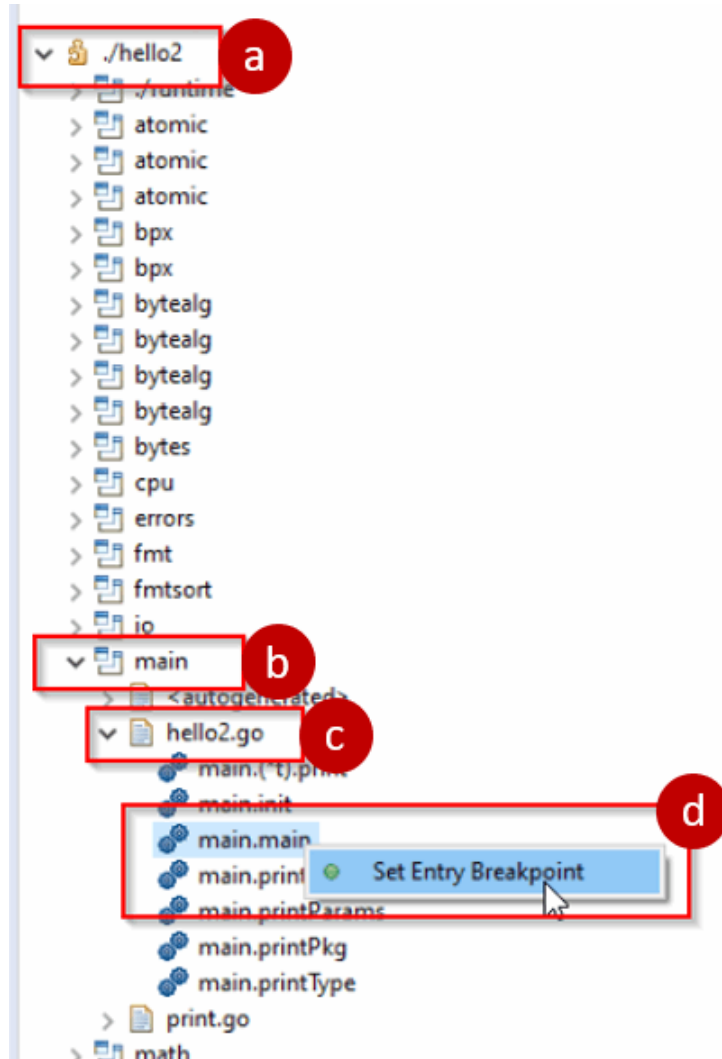 ./hello2
a
./runtime
atomic
atomic
atomic
bpx
bpx
bytealg
bytealg
bytealg
bytealg
bytes
cpu
errors
fmt
fmtsort
io
main
b
<autogenerated>
hello2.go
c
main.(*t).print
main.init
d
main.main
main.print
Set Entry Breakpoint
main.printParams
main.printPkg
main.printType
print.go
math